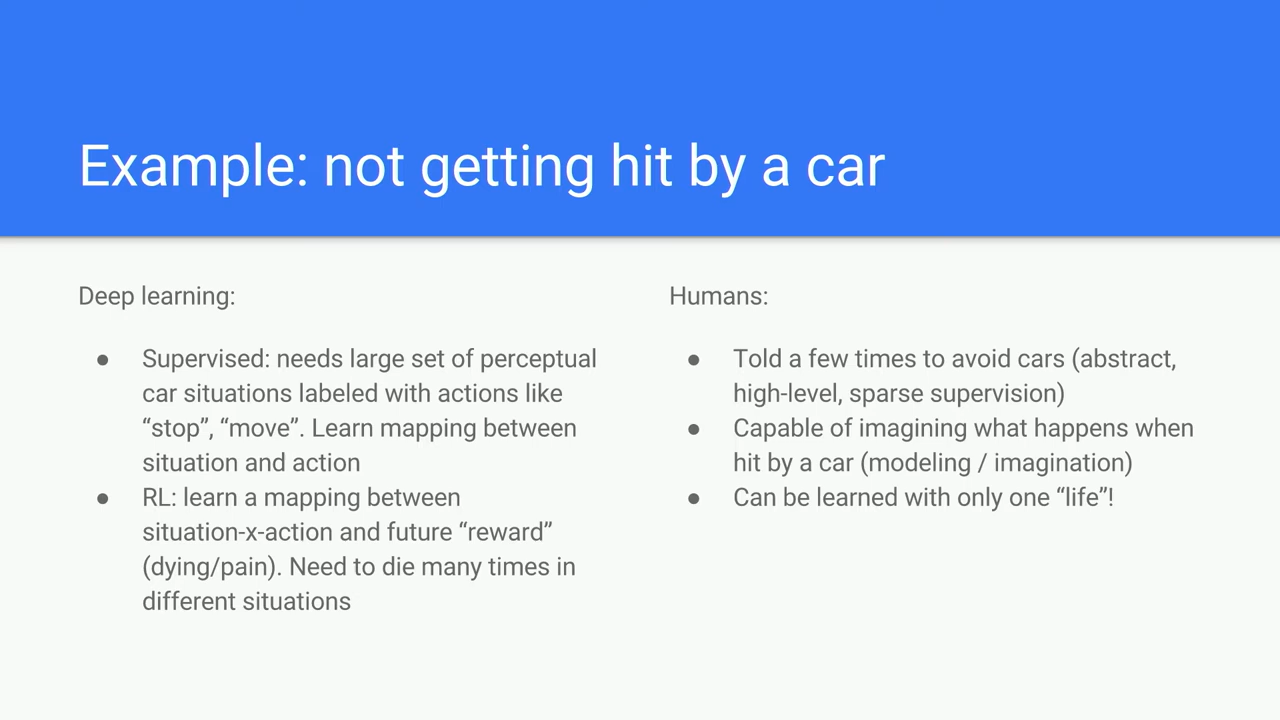 Example: not getting hit by a car
Deep learning:
● Supervised: needs large set of perceptual
car situations labeled with actions like
“stop”, “move”. Learn mapping between
situation and action
● RL: learn a mapping between
situation-x-action and future “reward”
(dying/pain). Need to die many times in
different situations
Humans:
● Told a few times to avoid cars (abstract,
high-level, sparse supervision)
● Capable of imagining what happens when
hit by a car (modeling / imagination)
● Can be learned with only one “life”!